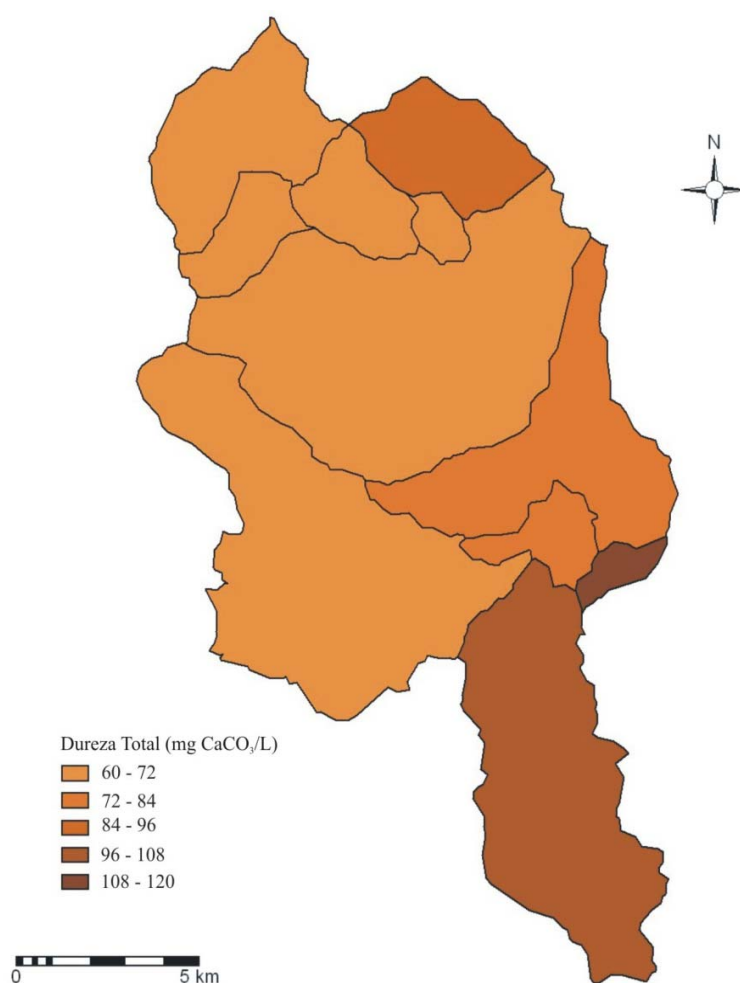 N
Dureza Total (mg CaCO₃/L)
60 - 72
72 - 84
84 - 96
96 - 108
108 - 120
0 5 km